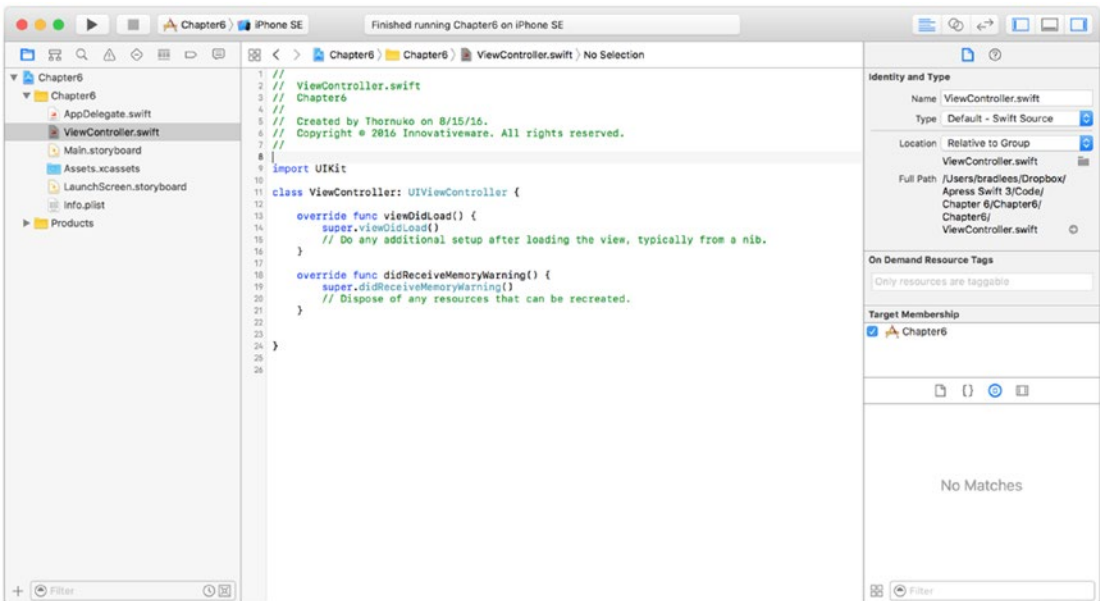 Chapter6 iPhone SE
Finished running Chapter6 on iPhone SE
Chapter6
Chapter6
AppDelegate.swift
ViewController.swift
Main.storyboard
Assets.xcassets
LaunchScreen.storyboard
Info.plist
Products
Filter
Chapter6 Chapter6 ViewController.swift No Selection
1 //
2 // ViewController.swift
3 // Chapter6
4 //
5 // Created by Thornuko on 8/15/16.
6 // Copyright © 2016 Innovativeware. All rights reserved.
7 //
8
9 import UIKit
10
11 class ViewController: UIViewController {
12
13 override func viewDidLoad() {
14 super.viewDidLoad()
15 // Do any additional setup after loading the view, typically from a nib.
16 }
17
18 override func didReceiveMemoryWarning() {
19 super.didReceiveMemoryWarning()
20 // Dispose of any resources that can be recreated.
21 }
22
23
24 }
25
26
Identity and Type
Name ViewController.swift
Type Default - Swift Source
Location Relative to Group
ViewController.swift
Full Path /Users/bradlees/Dropbox/
Apress Swift 3/Code/
Chapter 6/Chapter6/
Chapter6/
ViewController.swift
On Demand Resource Tags
Only resources are taggable
Target Membership
Chapter6
{}
No Matches
Filter